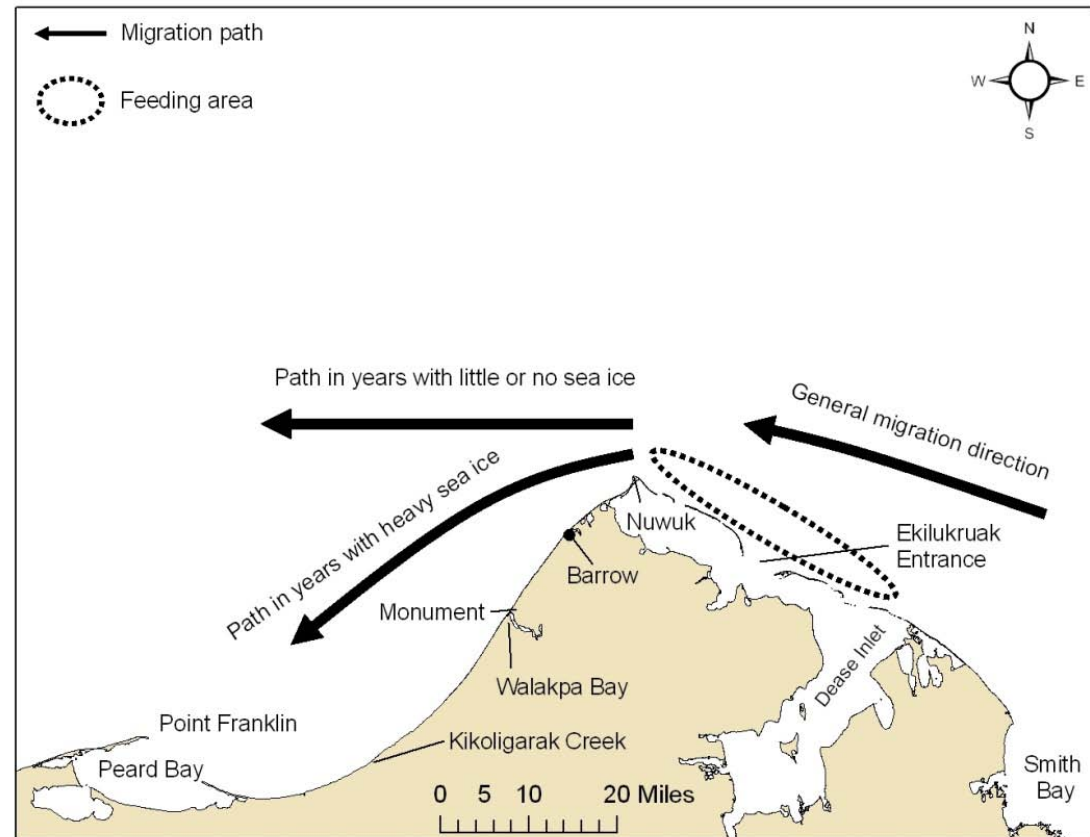 Migration path
Feeding area
N
W
E
S
Path in years with little or no sea ice
General migration direction
Path in years with heavy sea ice
Nuwuk
Ekilukruak
Entrance
Barrow
Monument
Walakpa Bay
Dease Inlet
Point Franklin
Kikoligarak Creek
Peard Bay
Smith
Bay
0 5 10 20 Miles